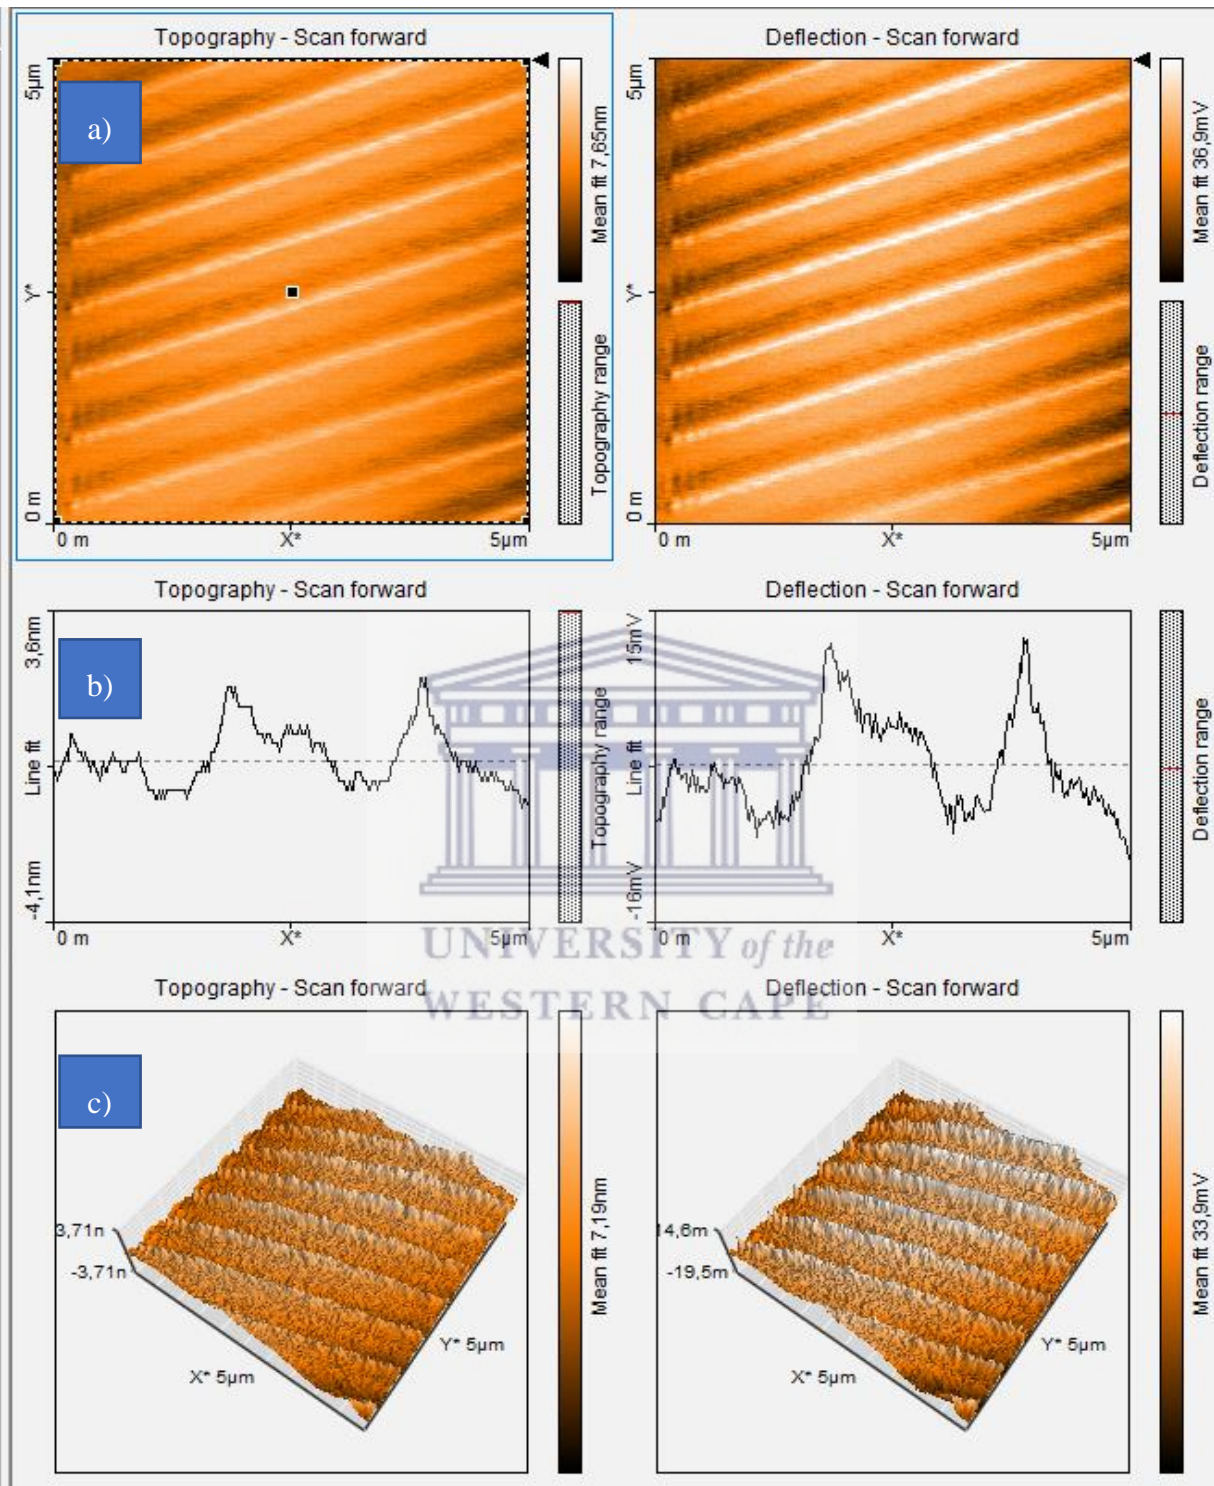 Topography - Scan forward
5µm
Y*
0 m
0 m
X*
5µm
a)
Mean fit 7,65nm
Topography range
Deflection - Scan forward
5µm
Y*
0 m
0 m
X*
5µm
Mean fit 36,9mV
Deflection range
Topography - Scan forward
3,6nm
Line fit
-4,1nm
0 m
X*
5µm
b)
Topography range
Deflection - Scan forward
15mV
Line fit
-16mV
0 m
X*
5µm
Deflection range
UNIVERSITY of the
WESTERN CAPE
Topography - Scan forward
c)
3,71n
-3,71n
X* 5µm
Y* 5µm
Mean fit 7,19nm
Deflection - Scan forward
14,6m
-19,5m
X* 5µm
Y* 5µm
Mean fit 33,9mV